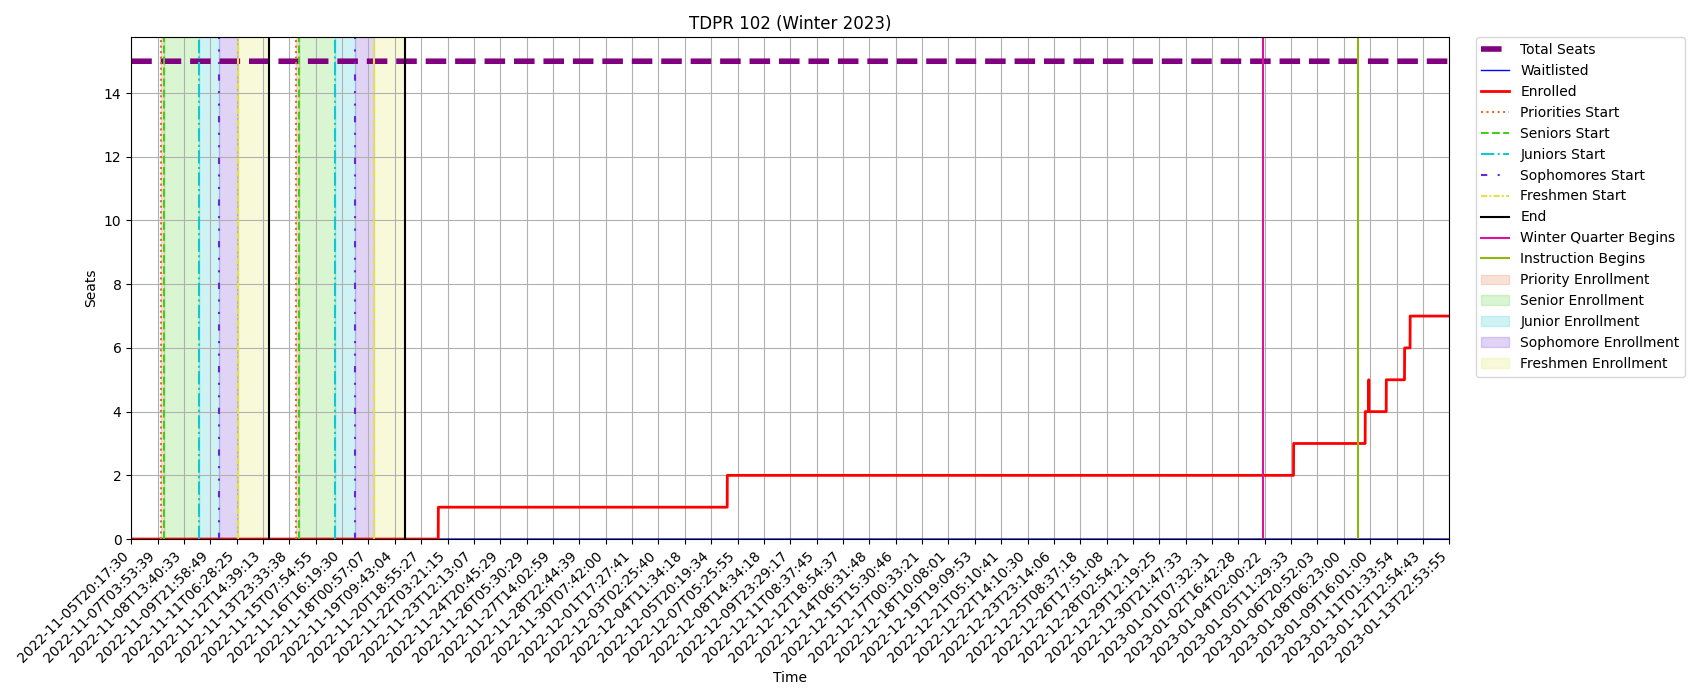 TDPR 102 (Winter 2023)
Seats
14
12
10
8
6
4
2
0
2022-11-05T20:17:30
2022-11-07T03:53:39
2022-11-08T13:40:33
2022-11-09T21:58:49
2022-11-11T06:28:25
2022-11-12T14:39:13
2022-11-13T23:33:38
2022-11-15T07:54:55
2022-11-16T16:19:30
2022-11-18T00:57:07
2022-11-19T09:43:04
2022-11-20T18:55:27
2022-11-22T03:21:15
2022-11-23T12:13:07
2022-11-24T20:45:29
2022-11-26T05:30:29
2022-11-27T14:02:59
2022-11-28T22:44:39
2022-11-30T07:42:00
2022-12-01T17:27:41
2022-12-03T02:25:40
2022-12-04T11:34:18
2022-12-05T20:19:34
2022-12-07T05:25:55
2022-12-08T14:34:18
2022-12-09T23:29:17
2022-12-11T08:37:45
2022-12-12T18:54:37
2022-12-14T06:31:48
2022-12-15T15:30:46
2022-12-17T00:33:21
2022-12-18T10:08:01
2022-12-19T19:09:53
2022-12-21T05:10:41
2022-12-22T14:10:30
2022-12-23T23:14:06
2022-12-25T08:37:18
2022-12-26T17:51:08
2022-12-28T02:54:21
2022-12-29T12:19:25
2022-12-30T21:47:33
2023-01-01T07:32:31
2023-01-02T16:42:28
2023-01-04T02:00:22
2023-01-05T11:29:33
2023-01-06T20:52:03
2023-01-08T06:23:00
2023-01-09T16:01:00
2023-01-11T01:33:54
2023-01-12T12:54:43
2023-01-13T22:53:55
Time
Total Seats
Waitlisted
Enrolled
Priorities Start
Seniors Start
Juniors Start
Sophomores Start
Freshmen Start
End
Winter Quarter Begins
Instruction Begins
Priority Enrollment
Senior Enrollment
Junior Enrollment
Sophomore Enrollment
Freshmen Enrollment